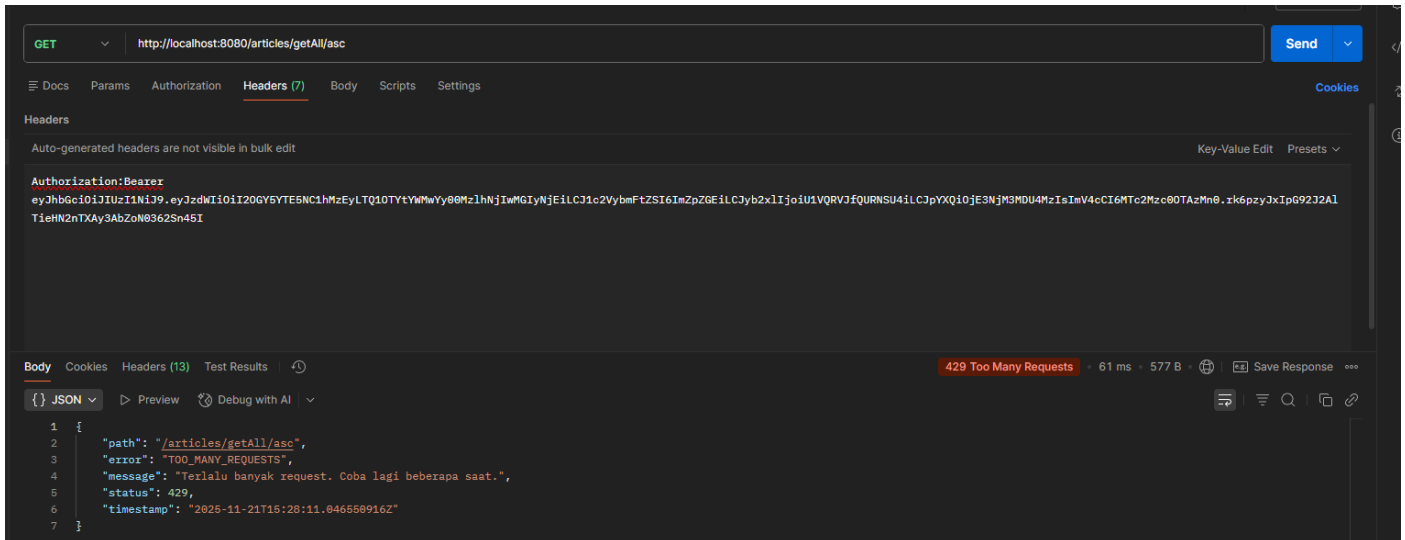 GET http://localhost:8080/articles/getAll/asc Send
Docs Params Authorization Headers (7) Body Scripts Settings Cookies
Headers
Auto-generated headers are not visible in bulk edit Key-Value Edit Presets
Authorization:Bearer
eyJhbGciOiJIUzI1NiJ9.eyJzdWIiOiI2OGY5YTE5NC1hMzEyLTQ1OTYtYWMwYy00MzlhNjIwMGIyNjEiLCJ1c2VybmFtZSI6ImZpZGEiLCJyb2xlIjoiU1VQRVJfQURNSU4iLCJpYXQiOjE3NjM3MDU4MzIsImV4cCI6MTc2Mzc0OTAzMn0.rk6pzyJxIpG92J2Al
TieHN2nTXAy3AbZoN0362Sn45I
Body Cookies Headers (13) Test Results 429 Too Many Requests • 61 ms • 577 B • e.g. Save Response
{} JSON Preview Debug with AI
1 {
2 "path": "/articles/getAll/asc",
3 "error": "TOO_MANY_REQUESTS",
4 "message": "Terlalu banyak request. Coba lagi beberapa saat.",
5 "status": 429,
6 "timestamp": "2025-11-21T15:28:11.046550916Z"
7 }